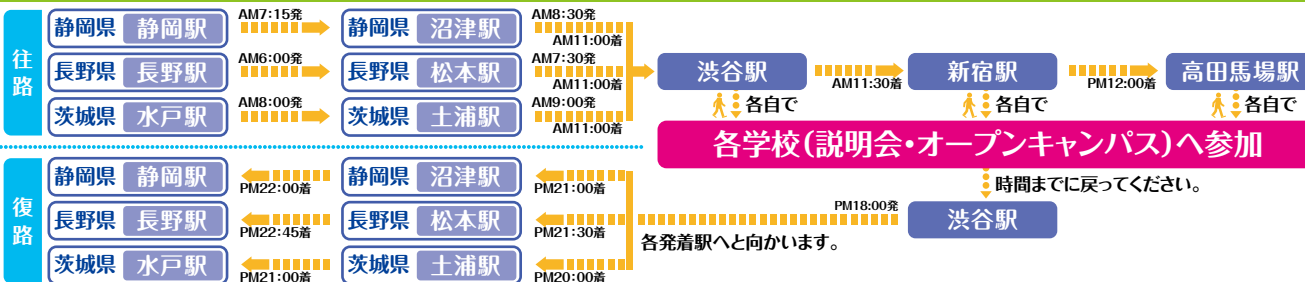 往路
静岡県 静岡駅 AM7:15発 静岡県 沼津駅 AM8:30発 AM11:00着
長野県 長野駅 AM6:00発 長野県 松本駅 AM7:30発 AM11:00着
茨城県 水戸駅 AM8:00発 茨城県 土浦駅 AM9:00発 AM11:00着
渋谷駅 AM11:30着 新宿駅 PM12:00着 高田馬場駅
各自で 各自で 各自で
各学校(説明会・オープンキャンパス)へ参加
時間までに戻ってください。
復路
静岡県 静岡駅 PM22:00着 静岡県 沼津駅 PM21:00着
長野県 長野駅 PM22:45着 長野県 松本駅 PM21:30着
茨城県 水戸駅 PM21:00着 茨城県 土浦駅 PM20:00着
PM18:00発 渋谷駅
各発着駅へと向かいます。